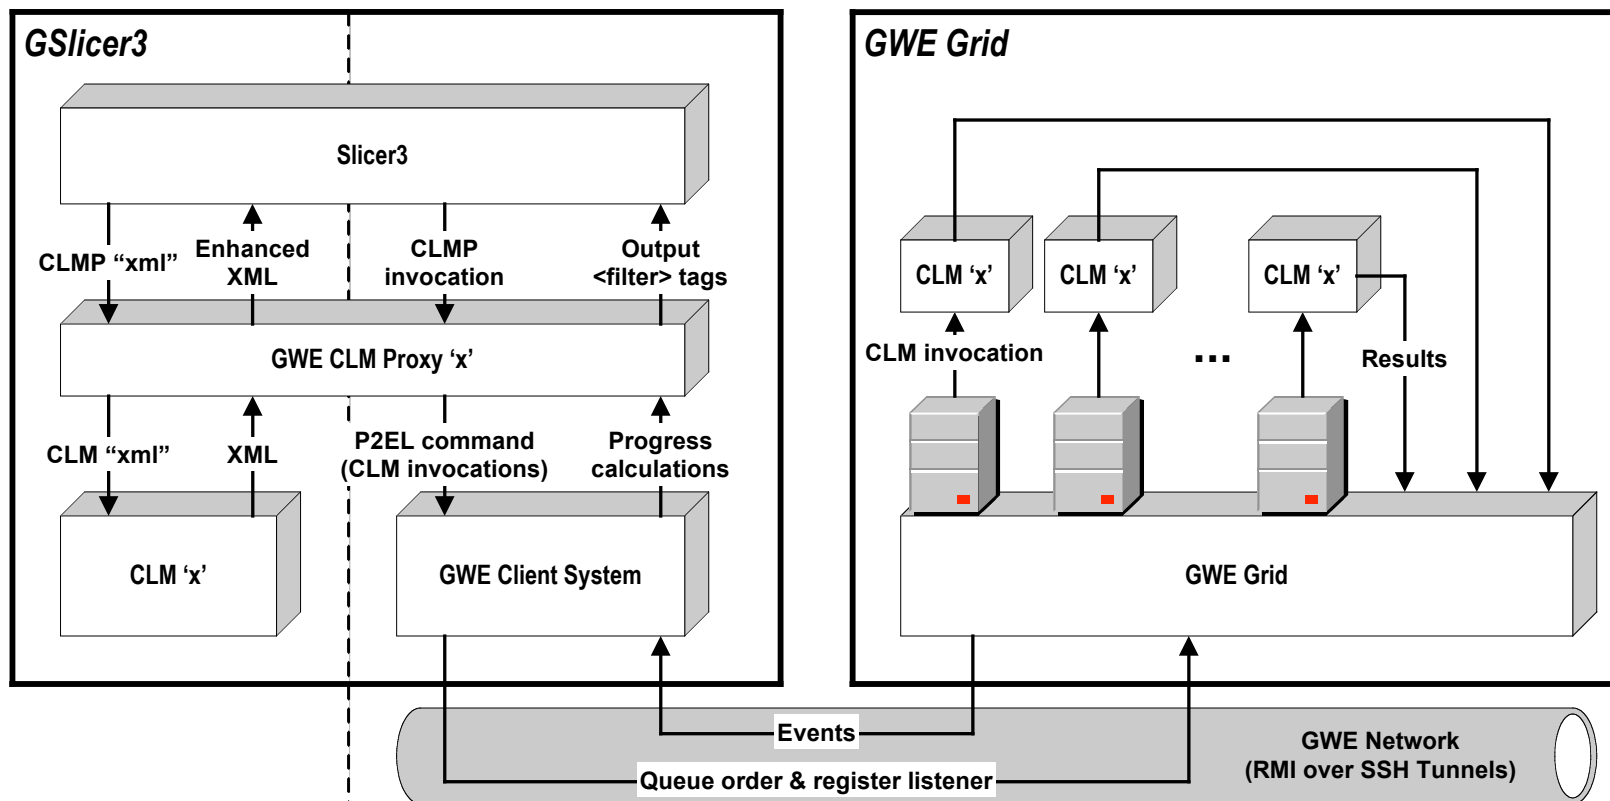 GSlicer3
Slicer3
CLMP “xml”
Enhanced
XML
CLMP
invocation
Output
<filter> tags
GWE CLM Proxy ‘x’
CLM “xml”
XML
P2EL command
(CLM invocations)
Progress
calculations
CLM ‘x’
GWE Client System
GWE Grid
CLM ‘x’
CLM ‘x’
CLM ‘x’
CLM invocation
...
Results
GWE Grid
Events
Queue order & register listener
GWE Network
(RMI over SSH Tunnels)